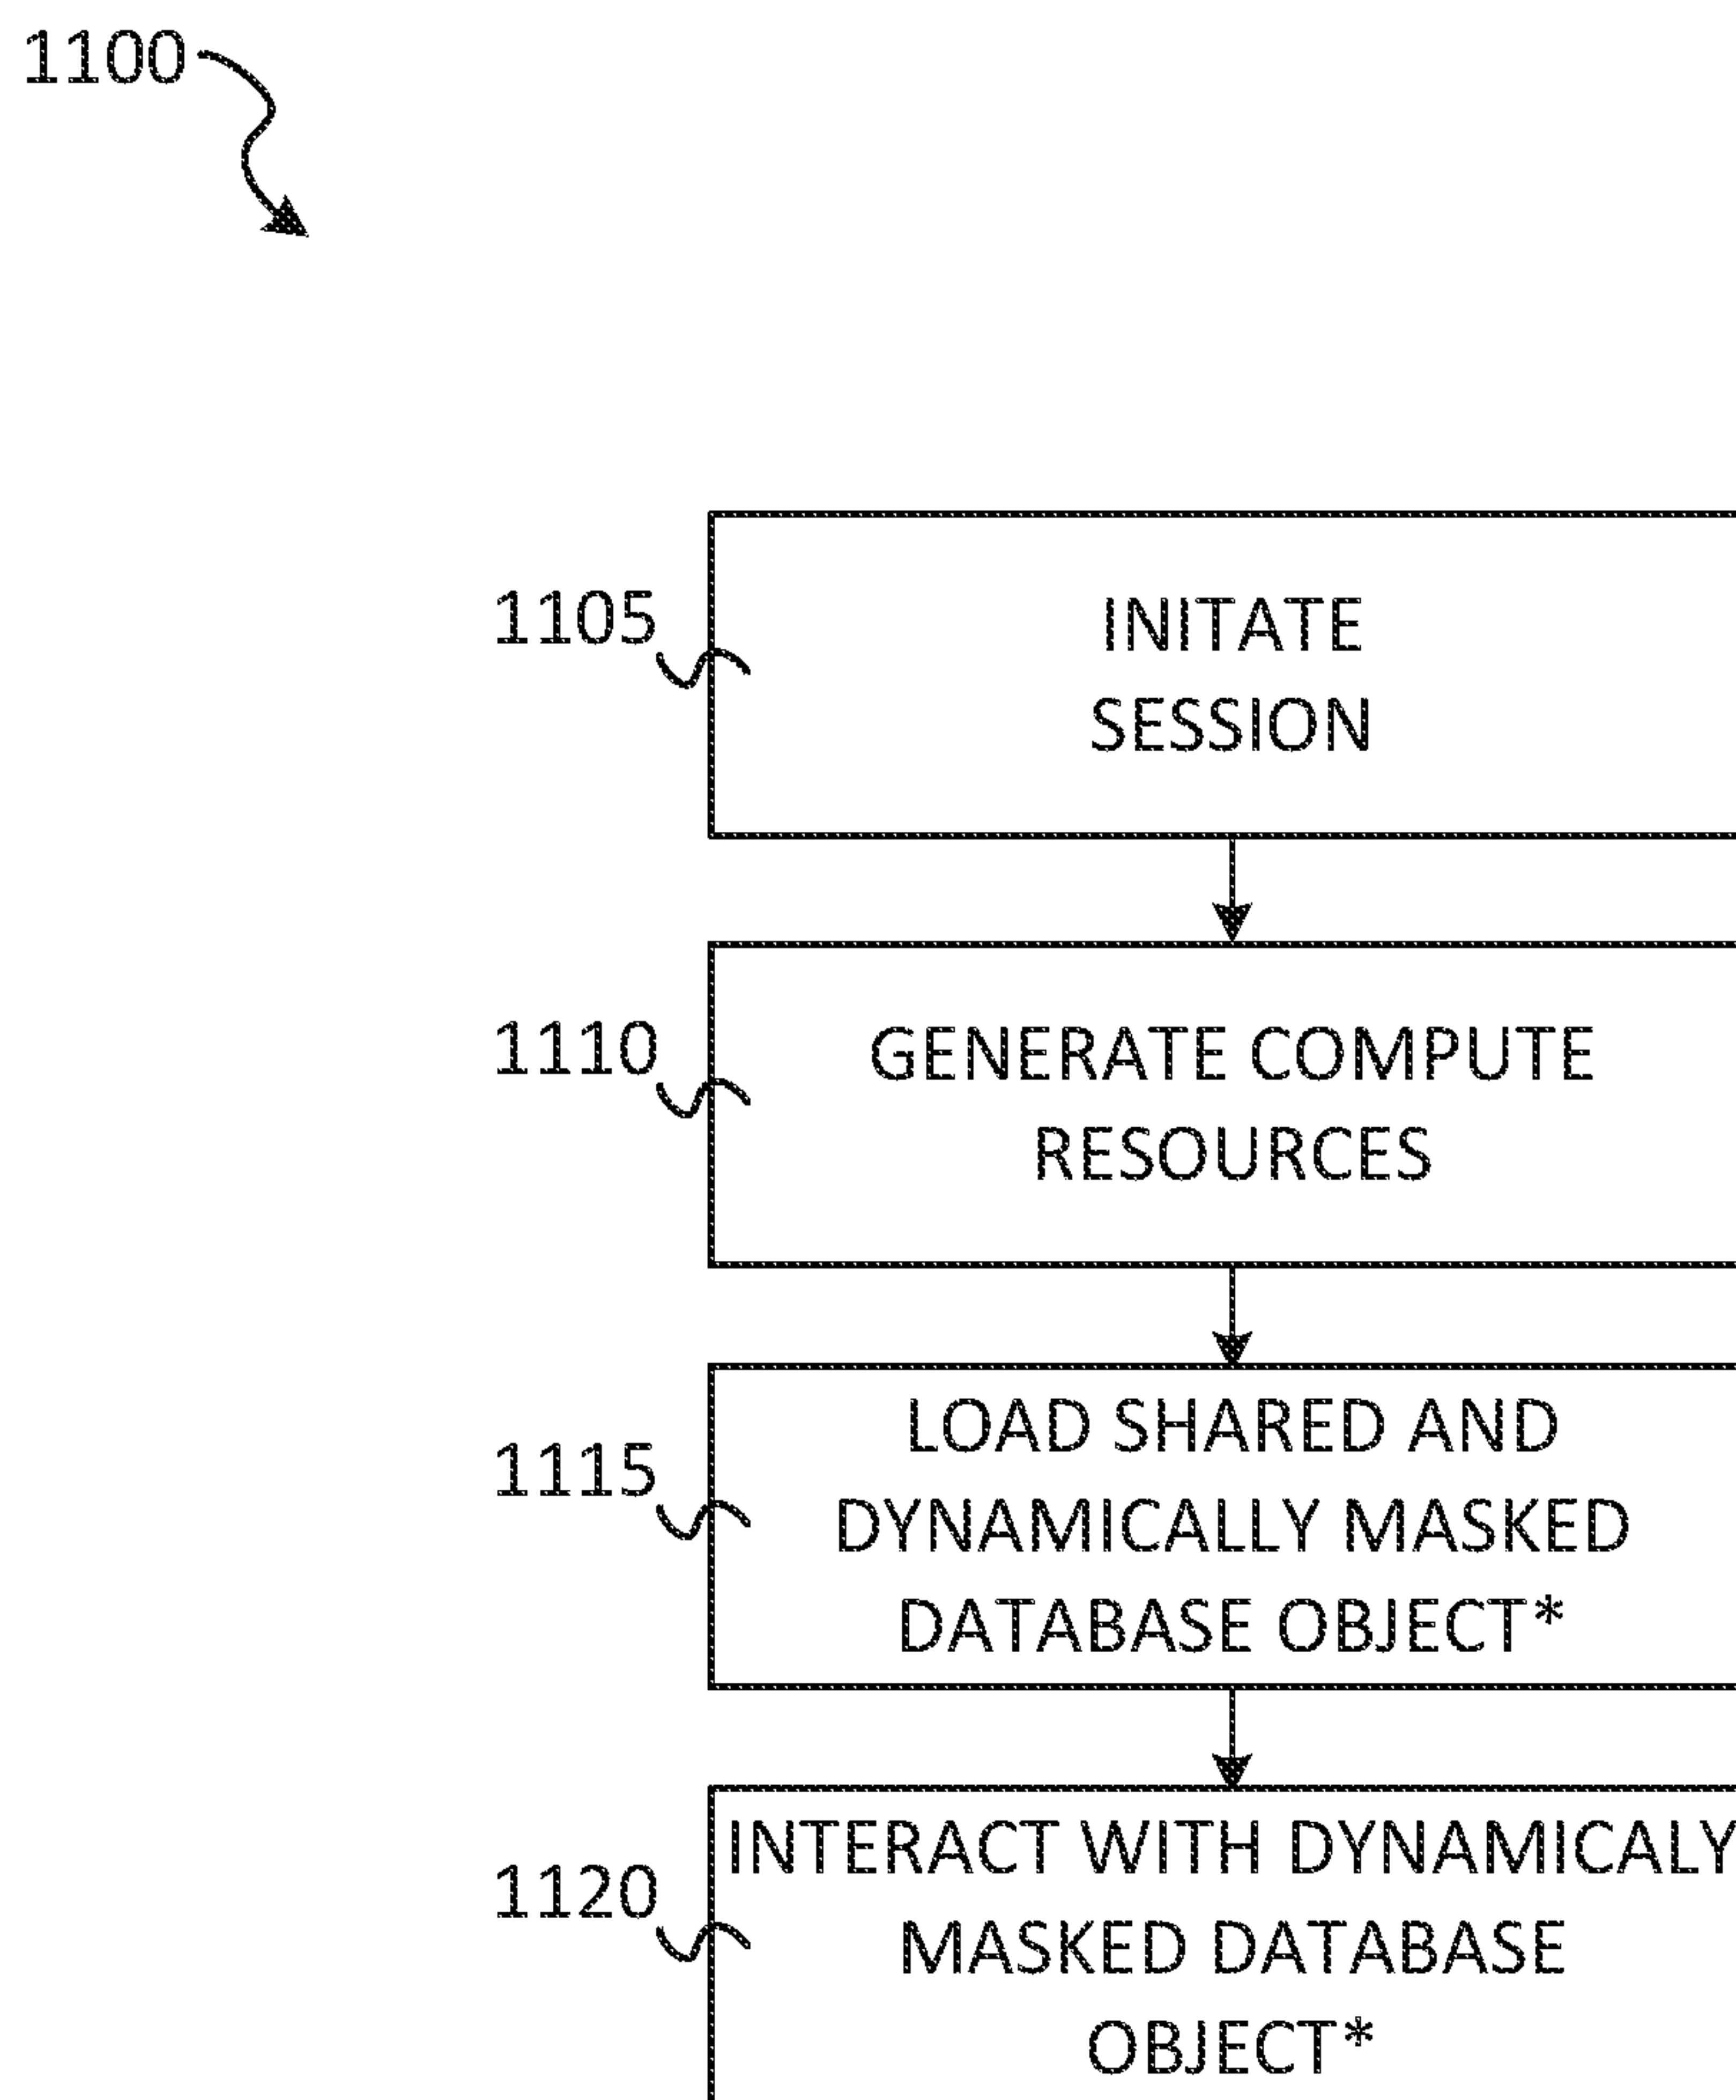 1100
1105
INITATE
SESSION
1110
GENERATE COMPUTE
RESOURCES
1115
LOAD SHARED AND
DYNAMICALLY MASKED
DATABASE OBJECT*
1120
INTERACT WITH DYNAMICALY
MASKED DATABASE
OBJECT*